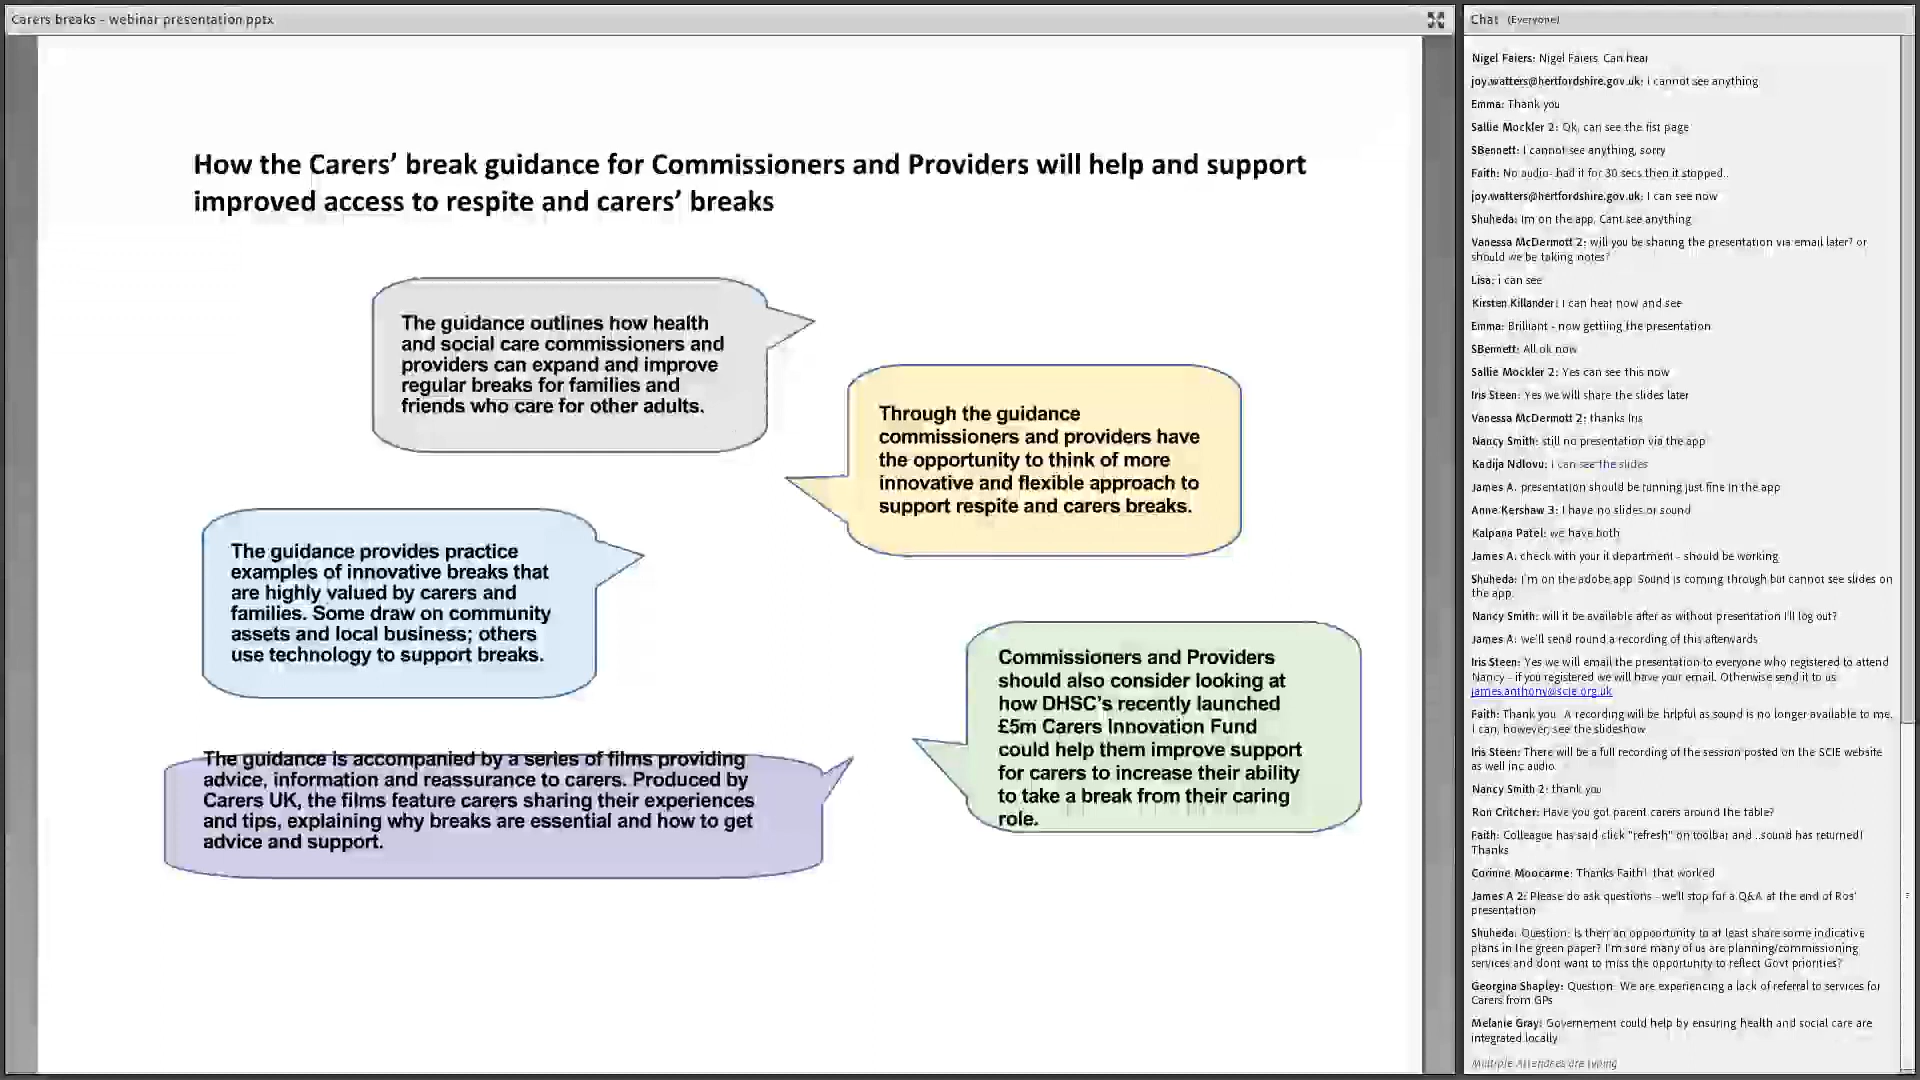 Carers breaks - webinar presentation.pptx
How the Carers’ break guidance for Commissioners and Providers will help and support
improved access to respite and carers’ breaks
The guidance outlines how health
and social care commissioners and
providers can expand and improve
regular breaks for families and
friends who care for other adults.
Through the guidance
commissioners and providers have
the opportunity to think of more
innovative and flexible approach to
support respite and carers breaks.
The guidance provides practice
examples of innovative breaks that
are highly valued by carers and
families. Some draw on community
assets and local business; others
use technology to support breaks.
Commissioners and Providers
should also consider looking at
how DHSC’s recently launched
£5m Carers Innovation Fund
could help them improve support
for carers to increase their ability
to take a break from their caring
role.
The guidance is accompanied by a series of films providing
advice, information and reassurance to carers. Produced by
Carers UK, the films feature carers sharing their experiences
and tips, explaining why breaks are essential and how to get
advice and support.
Chat (Everyone)
Nigel Faiers: Nigel Faiers Can hear
joy.watters@hertfordshire.gov.uk: I cannot see anything
Emma: Thank you
Sallie Mockler 2: Ok, can see the fist page
SBennett: I cannot see anything, sorry
Faith: No audio- had it for 30 secs then it stopped..
joy.watters@hertfordshire.gov.uk: I can see now
Shuheda: Im on the app. Cant see anything
Vanessa McDermott 2: will you be sharing the presentation via email later? or
should we be taking notes?
Lisa: i can see
Kirsten Killander: I can hear now and see
Emma: Brilliant - now gettiing the presentation
SBennett: All ok now
Sallie Mockler 2: Yes can see this now
Iris Steen: Yes we will share the slides later
Vanessa McDermott 2: thanks Iris
Nancy Smith: still no presentation via the app
Kadija Ndlovu: I can see the slides
James A: presentation should be running just fine in the app
Anne Kershaw 3: I have no slides or sound
Kalpana Patel: we have both
James A: check with your it department - should be working
Shuheda: I'm on the adobe app. Sound is coming through but cannot see slides on
the app.
Nancy Smith: will it be available after as without presentation I'll log out?
James A: we'll send round a recording of this afterwards
Iris Steen: Yes we will email the presentation to everyone who registered to attend
Nancy - if you registered we will have your email. Otherwise send it to us
james.anthony@scie.org.uk
Faith: Thank you. A recording will be helpful as sound is no longer available to me.
I can, however, see the slideshow
Iris Steen: There will be a full recording of the session posted on the SCIE website
as well inc audio.
Nancy Smith 2: thank you
Ron Critcher: Have you got parent carers around the table?
Faith: Colleague has said click "refresh" on toolbar and ..sound has returned!
Thanks
Corinne Moocarme: Thanks Faith! that worked
James A 2: Please do ask questions - we'll stop for a Q&A at the end of Ros'
presentation
Shuheda: Question: Is therr an opportunity to at least share some indicative
plans in the green paper? I'm sure many of us are planning/commissioning
services and dont want to miss the opportunity to reflect Govt priorities?
Georgina Shapley: Question: We are experiencing a lack of referral to services for
Carers from GPs
Melanie Gray: Governement could help by ensuring health and social care are
integrated locally
Multiple Attendees are typing